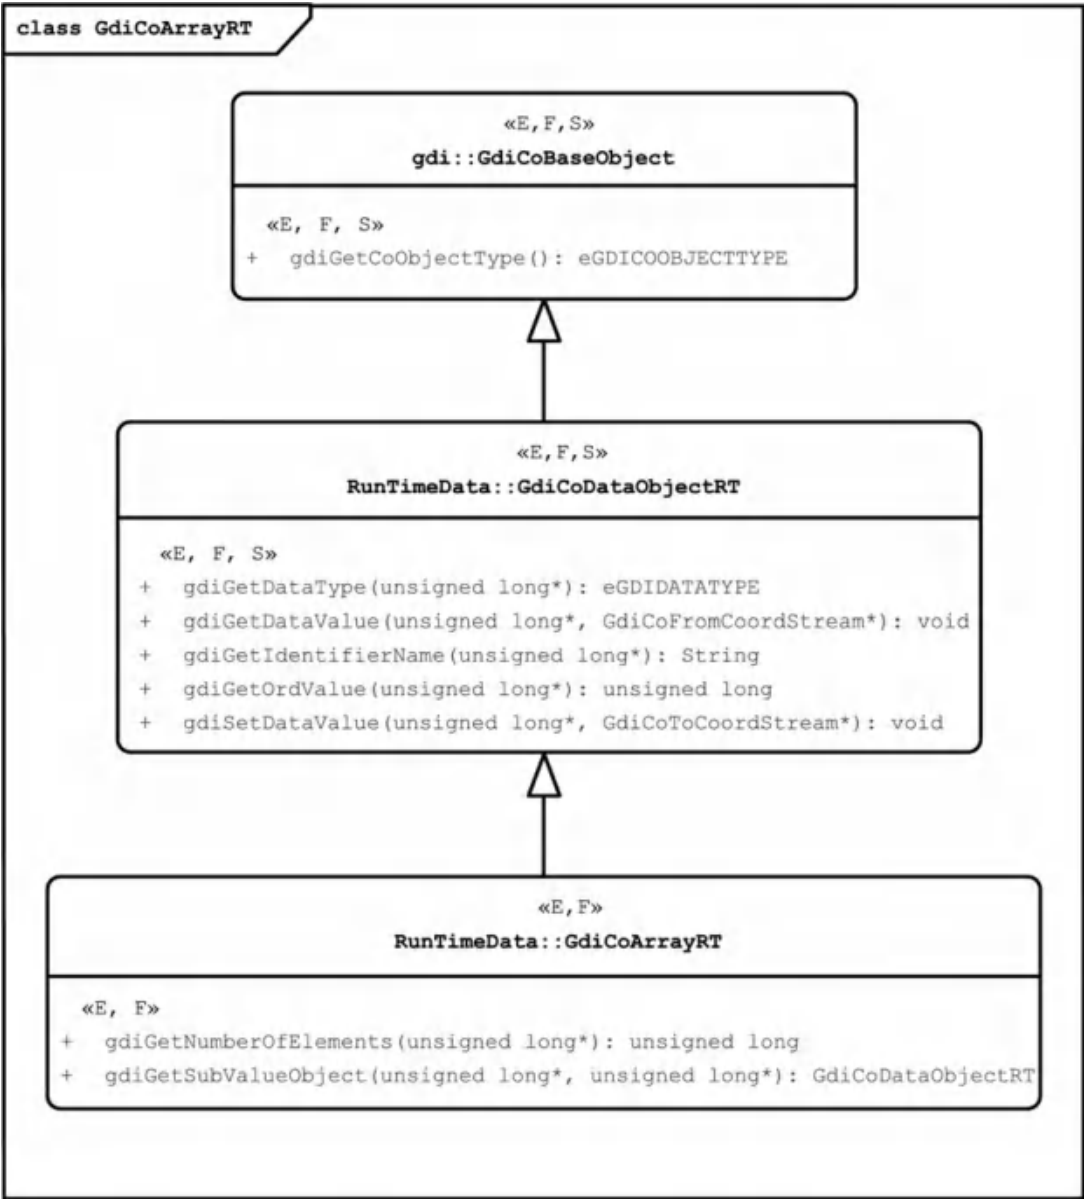 class GdiCoArrayRT
«E,F,S»
gdi::GdiCoBaseObject
«E, F, S»
+ gdiGetCoObjectType(): eGDICOOBJECTTYPE
«E,F,S»
RunTimeData::GdiCoDataObjectRT
«E, F, S»
+ gdiGetDataType(unsigned long*): eGDIDATATYPE
+ gdiGetDataValue(unsigned long*, GdiCoFromCoordStream*): void
+ gdiGetIdentifierName(unsigned long*): String
+ gdiGetOrdValue(unsigned long*): unsigned long
+ gdiSetDataValue(unsigned long*, GdiCoToCoordStream*): void
«E,F»
RunTimeData::GdiCoArrayRT
«E, F»
+ gdiGetNumberOfElements(unsigned long*): unsigned long
+ gdiGetSubValueObject(unsigned long*, unsigned long*): GdiCoDataObjectRT